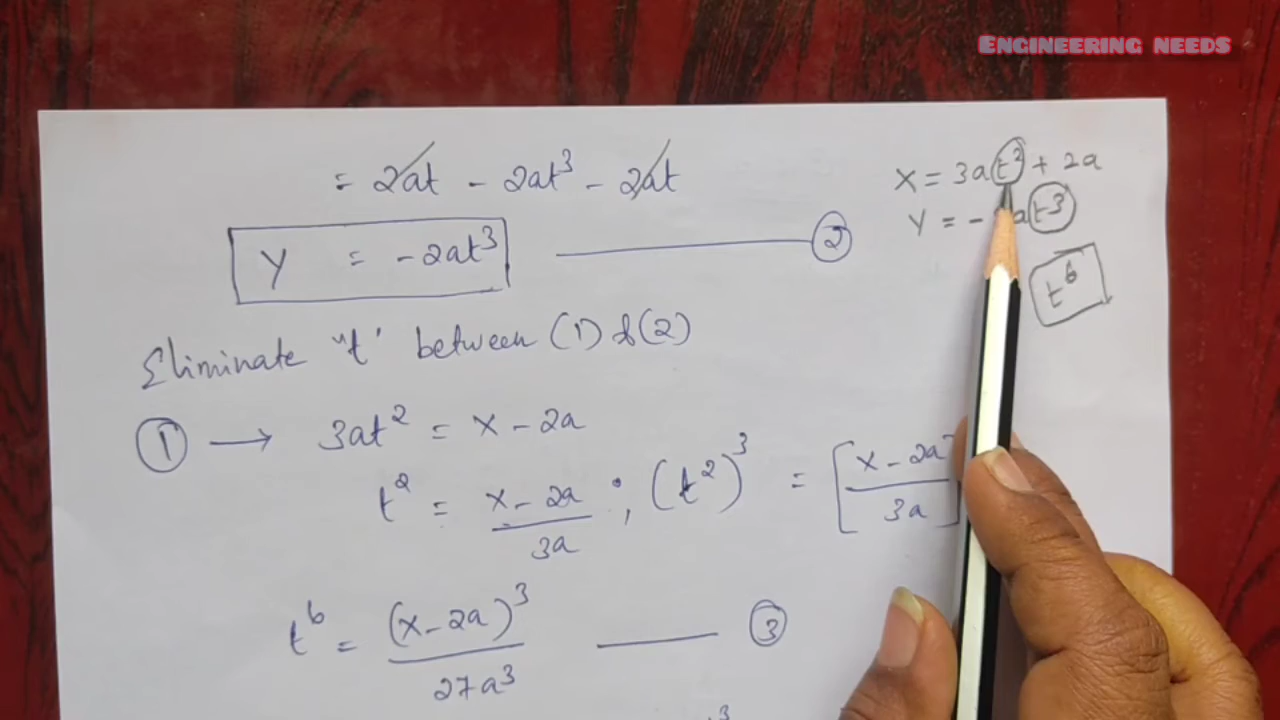 ENGINEERING NEEDS
= 2at - 2at³ - 2at
Y = -2at³ ——— ②
X = 3at² + 2a
Y = - at³
t⁶
Eliminate "t" between (1) & (2)
① → 3at² = X - 2a
t² = X - 2a / 3a ; (t²)³ = [X - 2a / 3a]
t⁶ = (X - 2a)³ / 27a³ ——— ③